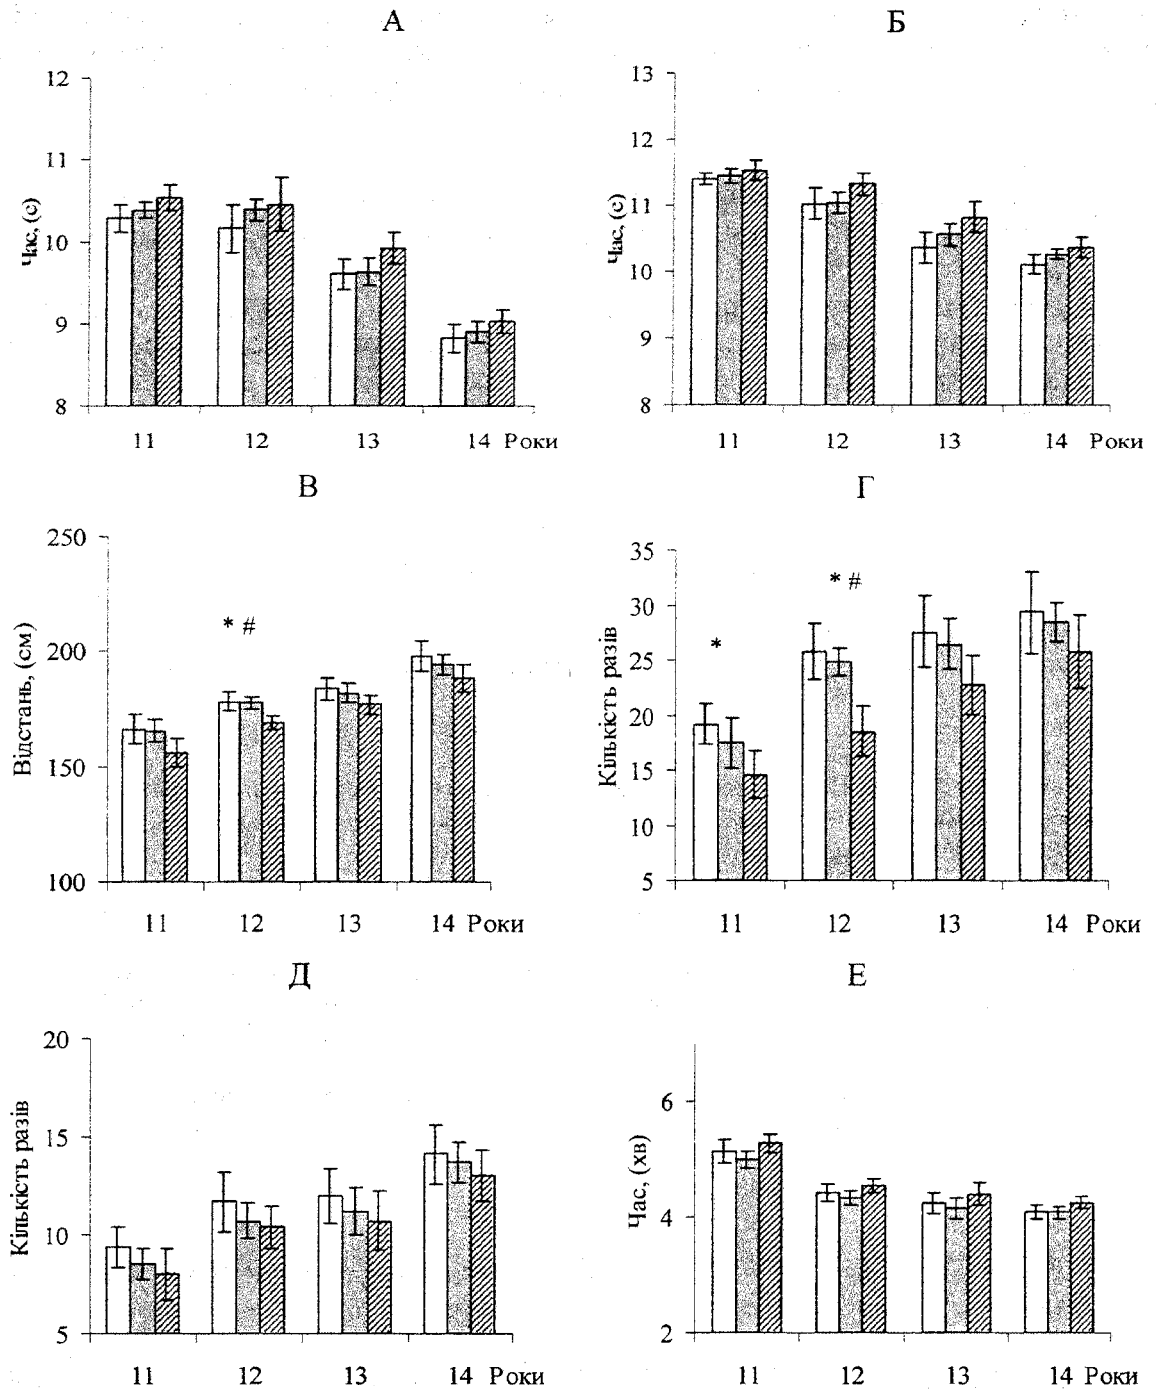 А
12
11
10
9
8
Час, (с)
11 12 13 14 Роки
Б
13
12
11
10
9
8
Час, (с)
11 12 13 14 Роки
В
250
200
150
100
Відстань, (см)
* #
11 12 13 14 Роки
Г
35
30
25
20
15
10
5
Кількість разів
*
* #
11 12 13 14 Роки
Д
20
15
10
5
Кількість разів
11 12 13 14 Роки
Е
6
4
2
Час, (хв)
11 12 13 14 Роки